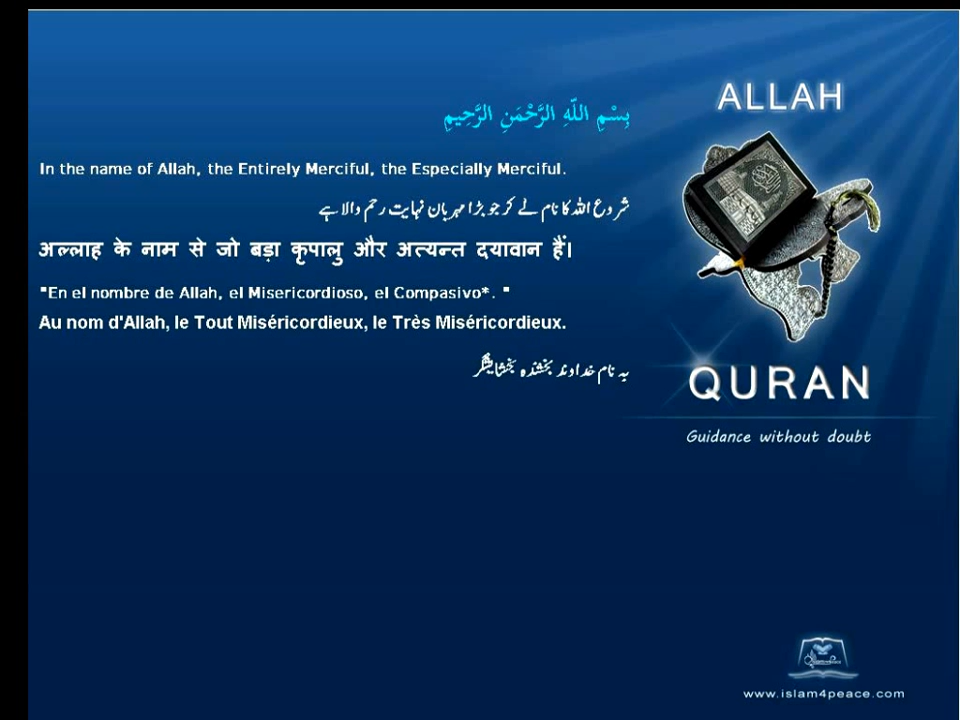 بِسْمِ اللَّهِ الرَّحْمَنِ الرَّحِيمِ
In the name of Allah, the Entirely Merciful, the Especially Merciful.
شروع الله کا نام لے کر جو بڑا مہربان نہایت رحم والا ہے
अल्लाह के नाम से जो बड़ा कृपालु और अत्यन्त दयावान हैं।
"En el nombre de Allah, el Misericordioso, el Compasivo*. "
Au nom d'Allah, le Tout Miséricordieux, le Très Miséricordieux.
به نام خداوند بخشنده بخشایشگر
ALLAH
QURAN
Guidance without doubt
www.islam4peace.com